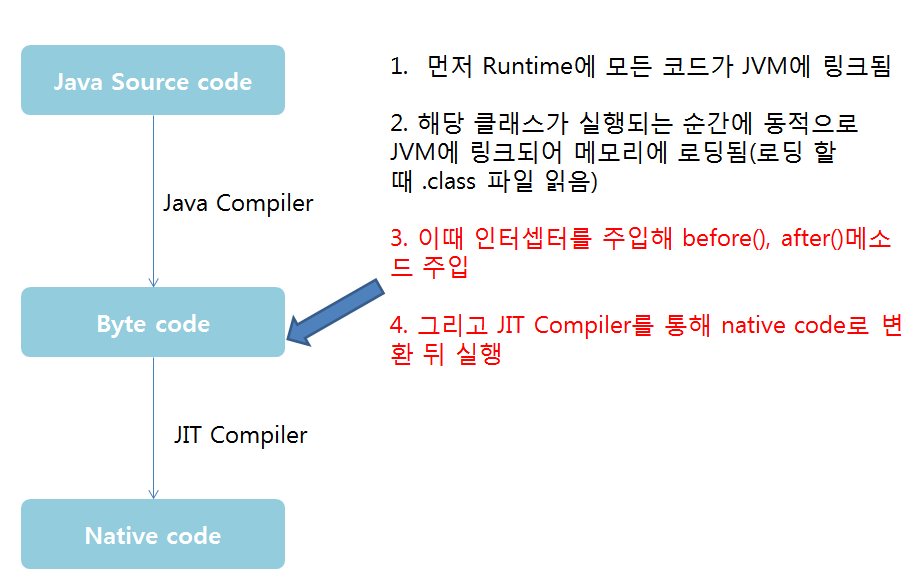 Java Source code
Java Compiler
Byte code
JIT Compiler
Native code
1. 먼저 Runtime에 모든 코드가 JVM에 링크됨
2. 해당 클래스가 실행되는 순간에 동적으로
JVM에 링크되어 메모리에 로딩됨(로딩 할
때 .class 파일 읽음)
3. 이때 인터셉터를 주입해 before(), after()메소
드 주입
4. 그리고 JIT Compiler를 통해 native code로 변
환 뒤 실행